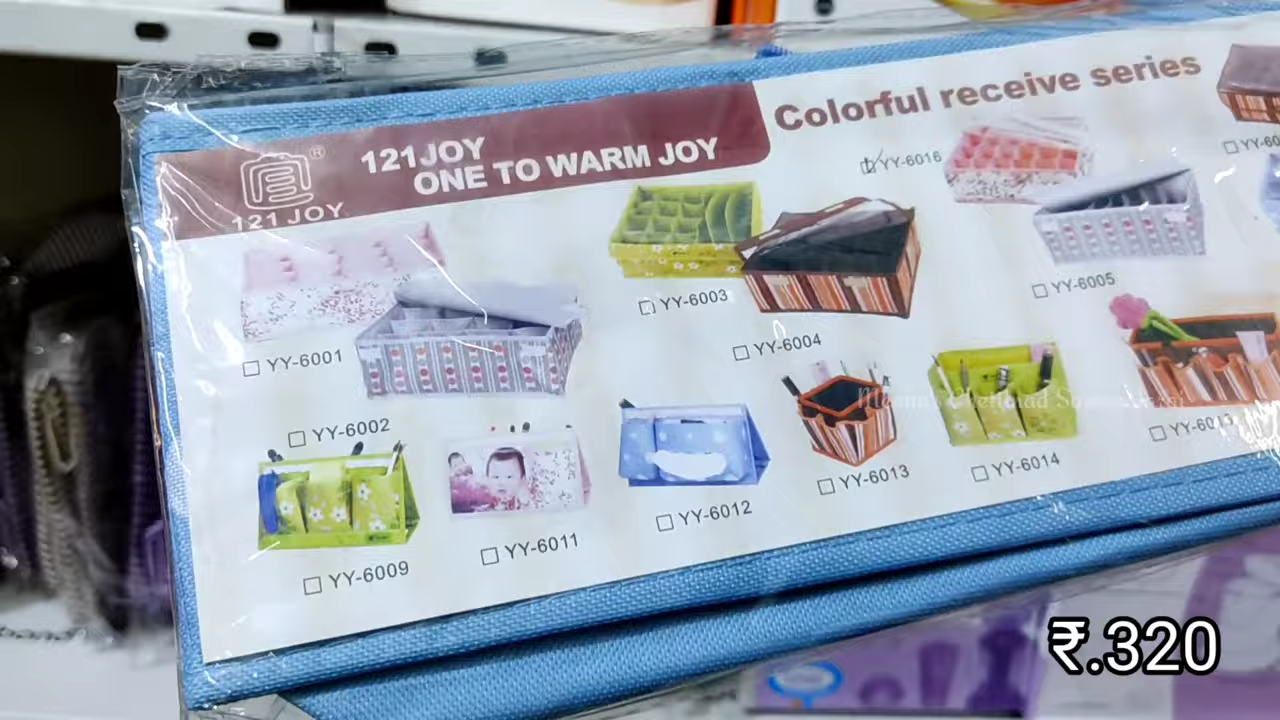 121 JOY
®
121JOY
ONE TO WARM JOY
Colorful receive series
YY-6016
YY-6001
YY-6002
YY-6003
YY-6004
YY-6005
YY-6009
YY-6011
YY-6012
YY-6013
YY-6014
₹.320